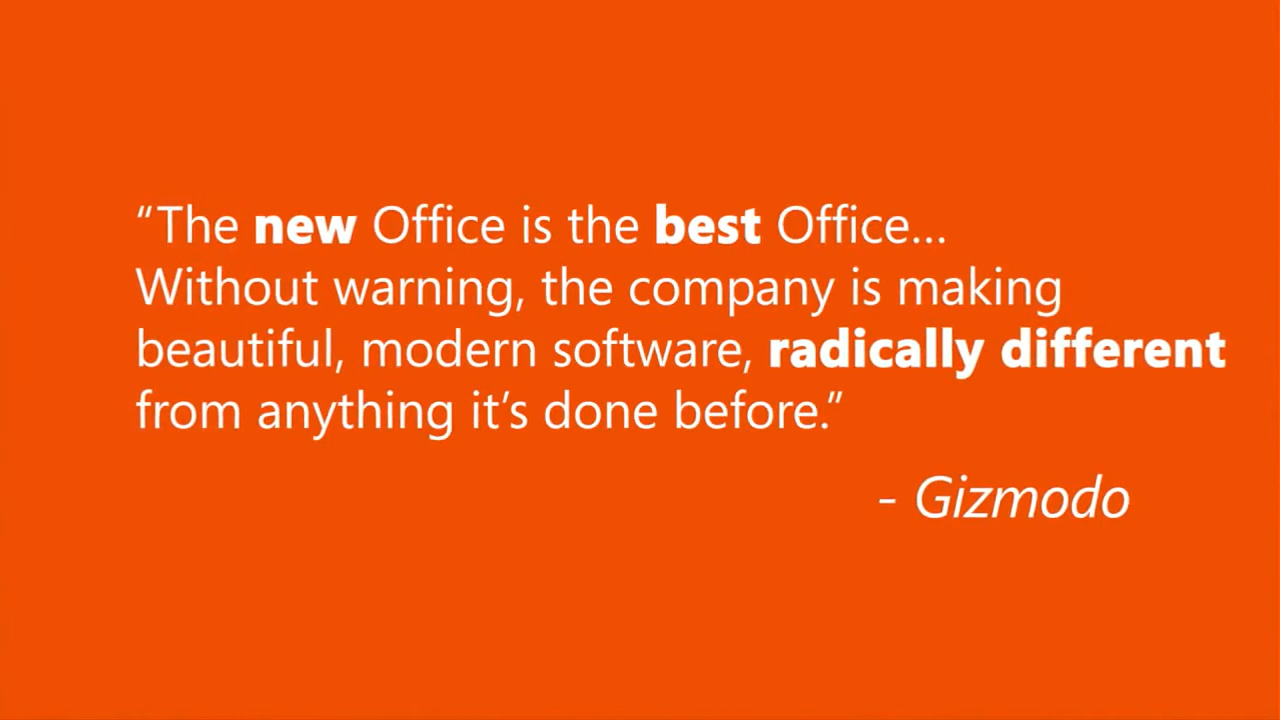 “The new Office is the best Office...
Without warning, the company is making
beautiful, modern software, radically different
from anything it’s done before.”
- Gizmodo